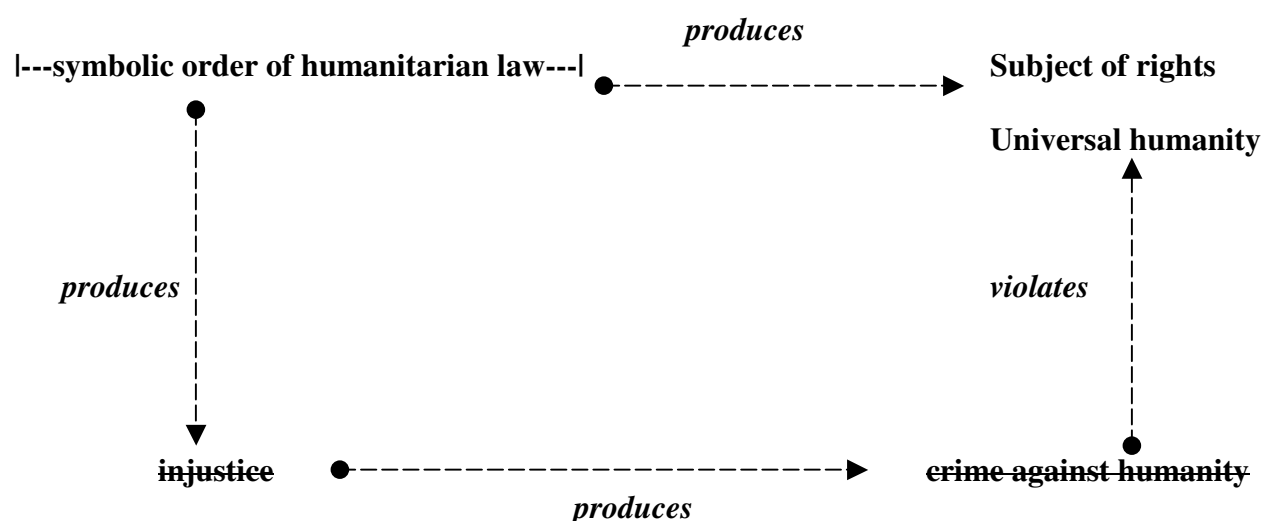 produces
|---symbolic order of humanitarian law---|
Subject of rights
Universal humanity
produces
violates
injustice
crime against humanity
produces